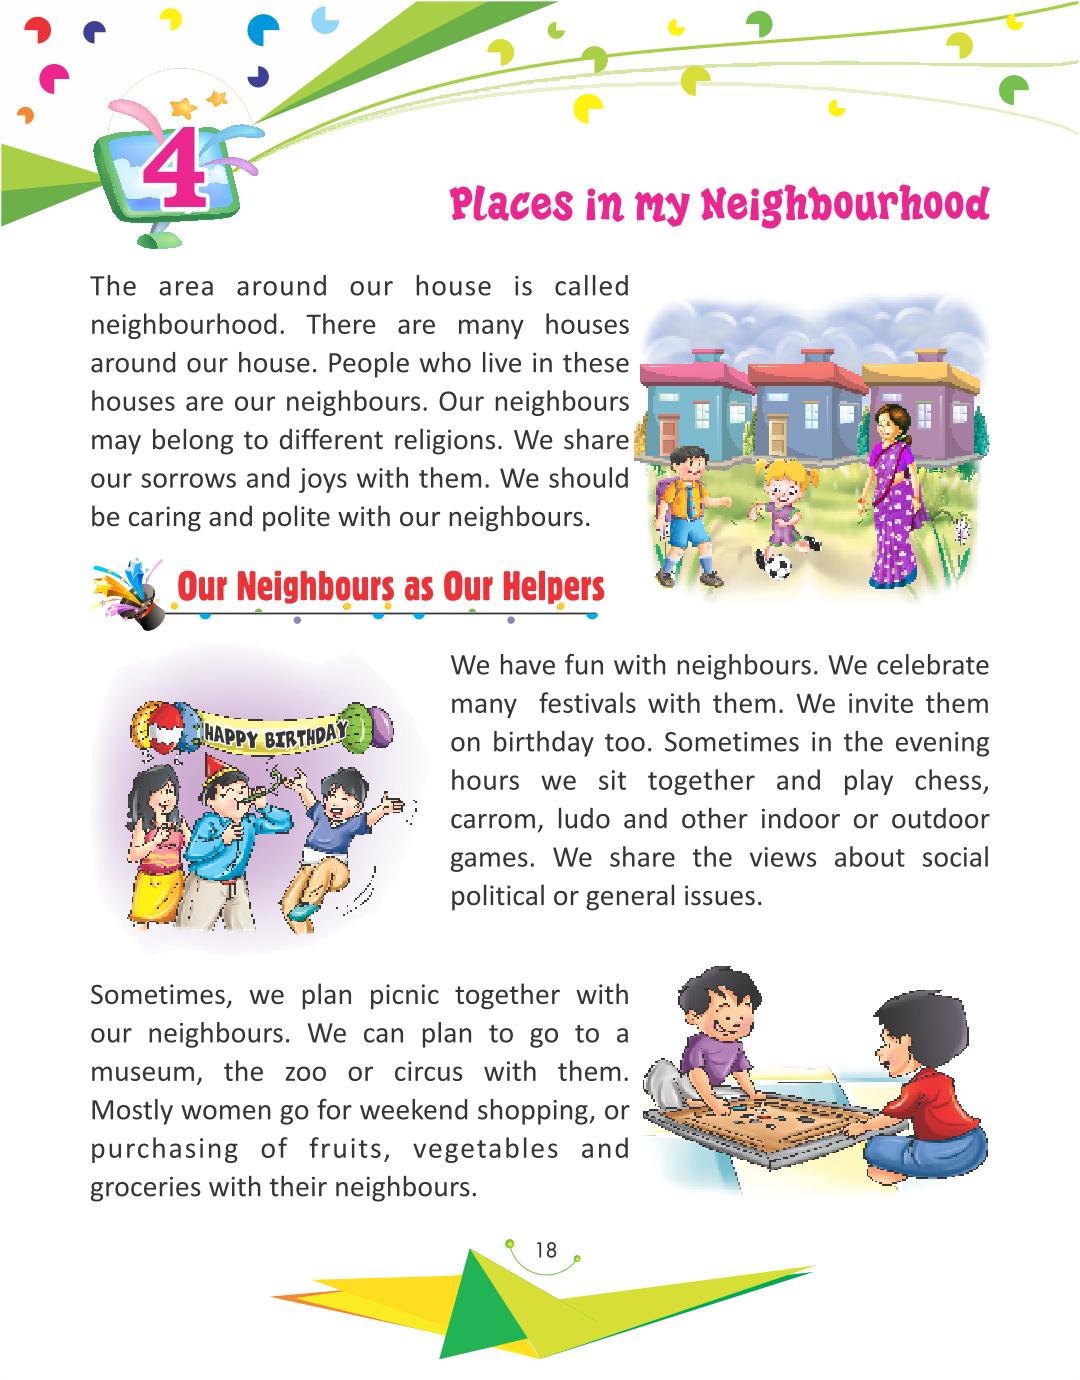 4
Places in my Neighbourhood
The area around our house is called
neighbourhood. There are many houses
around our house. People who live in these
houses are our neighbours. Our neighbours
may belong to different religions. We share
our sorrows and joys with them. We should
be caring and polite with our neighbours.
Our Neighbours as Our Helpers
HAPPY BIRTHDAY
We have fun with neighbours. We celebrate
many festivals with them. We invite them
on birthday too. Sometimes in the evening
hours we sit together and play chess,
carrom, ludo and other indoor or outdoor
games. We share the views about social
political or general issues.
Sometimes, we plan picnic together with
our neighbours. We can plan to go to a
museum, the zoo or circus with them.
Mostly women go for weekend shopping, or
purchasing of fruits, vegetables and
groceries with their neighbours.
18